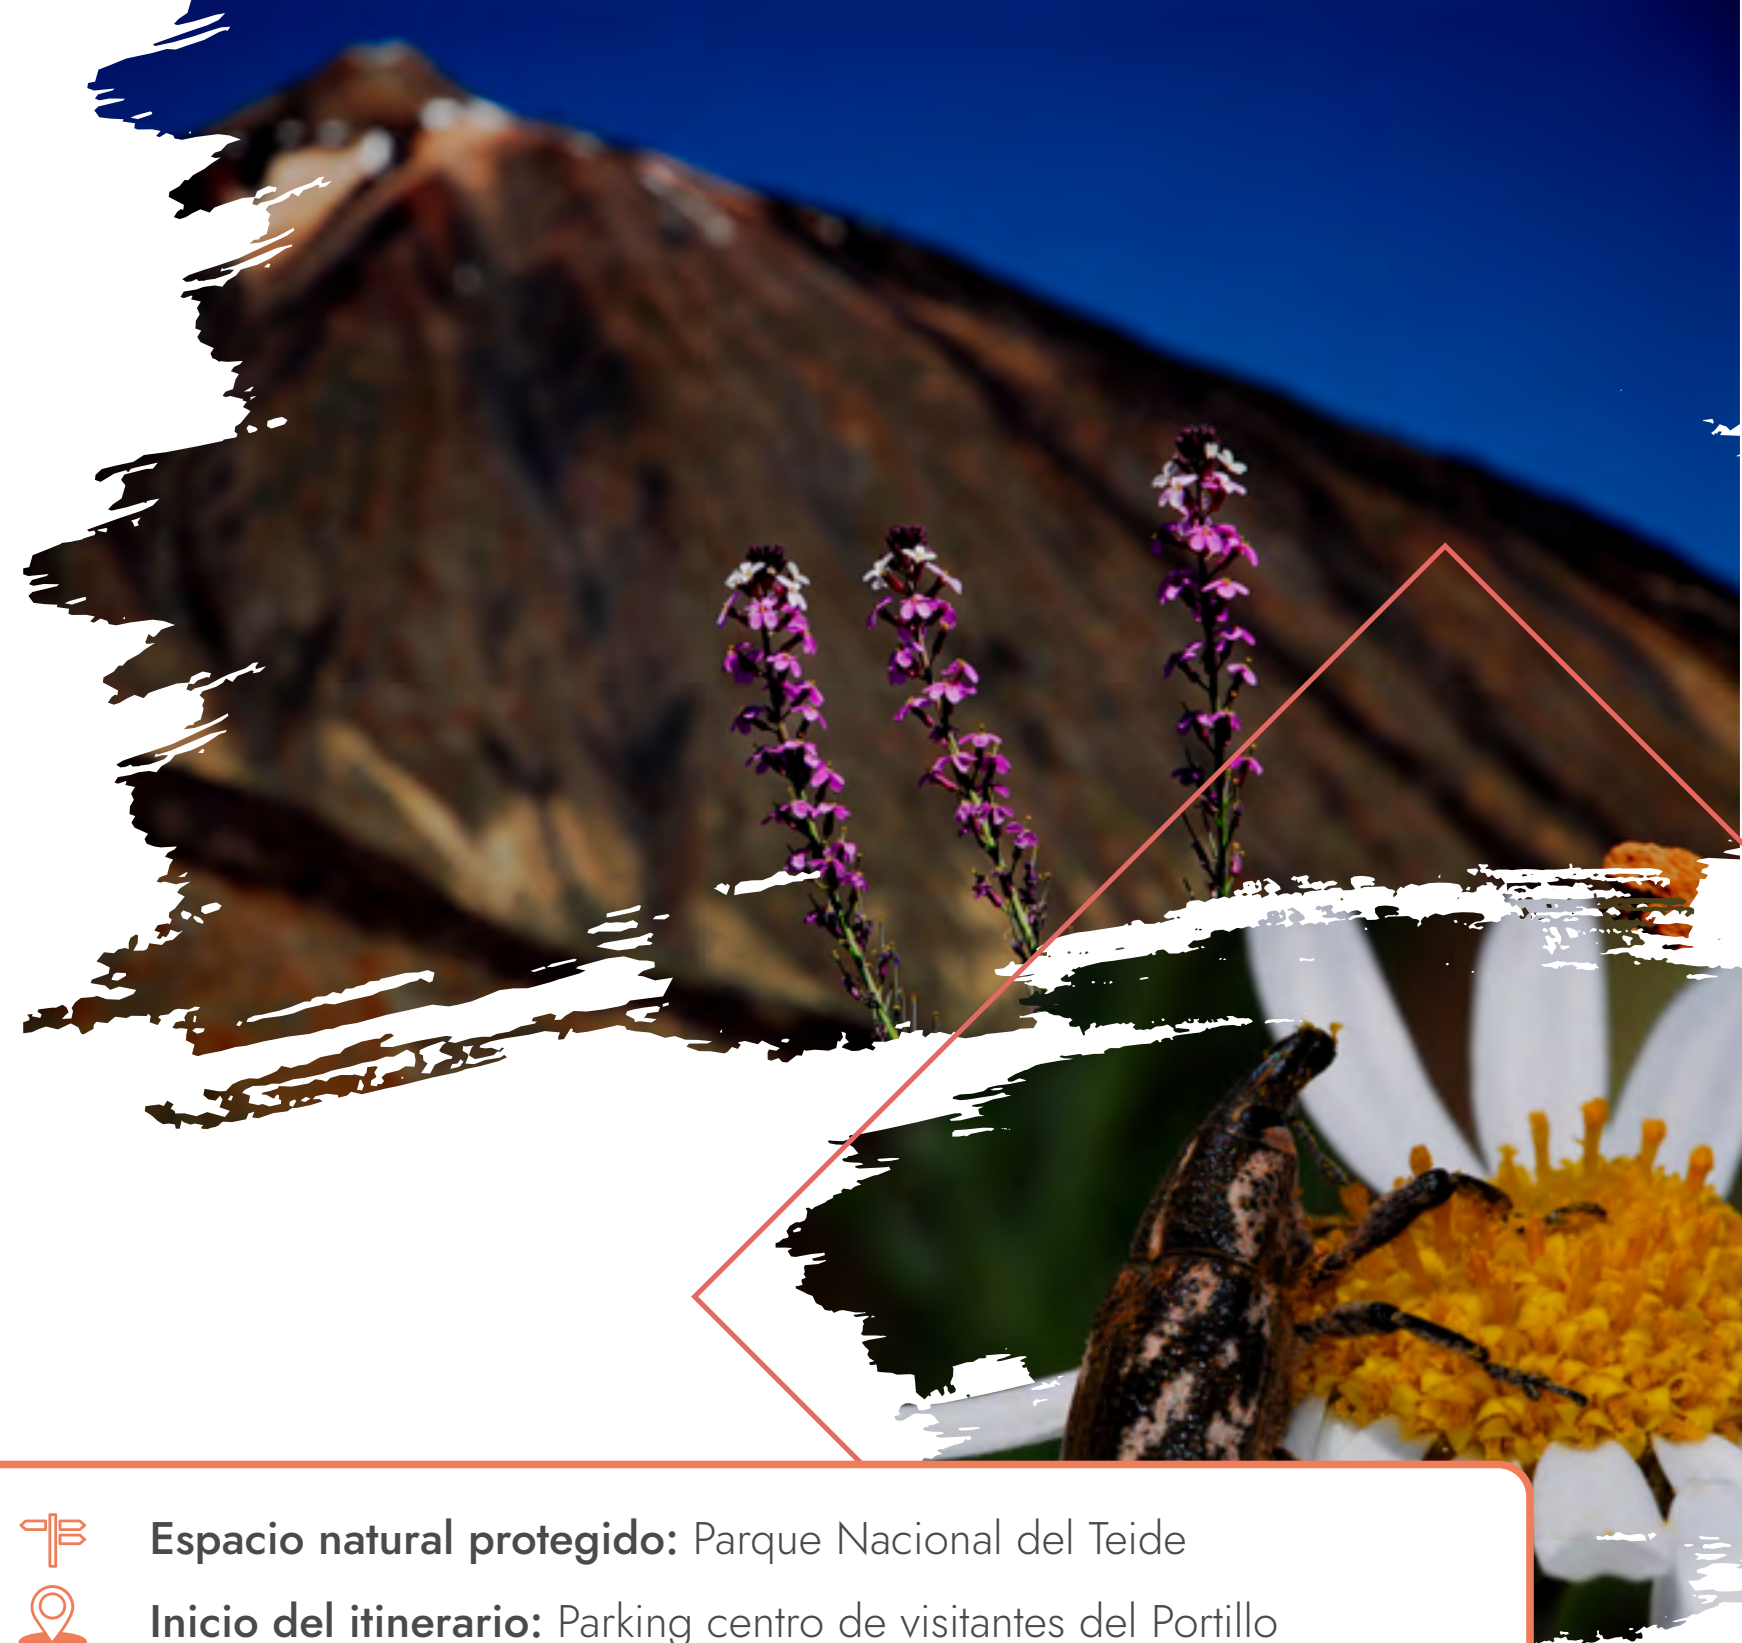 Espacio natural protegido: Parque Nacional del Teide
Inicio del itinerario: Parking centro de visitantes del Portillo